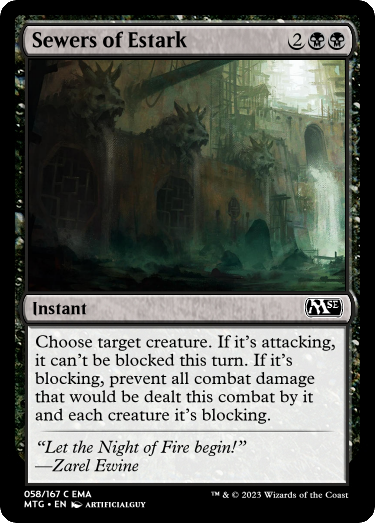 Sewers of Estark 2
Instant M SE
Choose target creature. If it's attacking,
it can't be blocked this turn. If it's
blocking, prevent all combat damage
that would be dealt this combat by it
and each creature it's blocking.
“Let the Night of Fire begin!”
—Zarel Ewine
058/167 C EMA
MTG • EN ARTIFICIALGUY ™ & © 2023 Wizards of the Coast